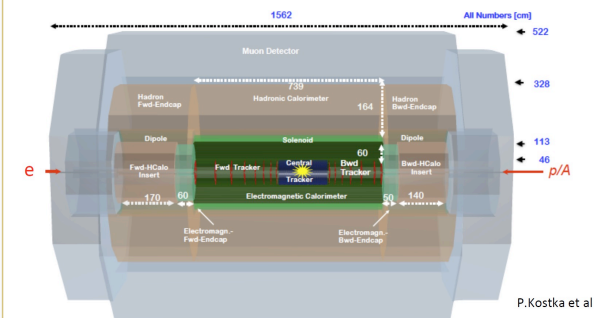 1562
All Numbers [cm]
522
Muon Detector
328
739
Hadron
Fwd-Endcap
Hadronic Calorimeter
164
Hadron
Bwd-Endcap
Dipole
Solenoid
Dipole
113
60
46
e
Fwd-HCalo
Insert
Fwd Tracker
Central
Tracker
Bwd
Tracker
Bwd-HCalo
Insert
p/A
170
60
Electromagnetic Calorimeter
50
140
Electromagn.-
Fwd-Endcap
Electromagn.-
Bwd-Endcap
P.Kostka et al